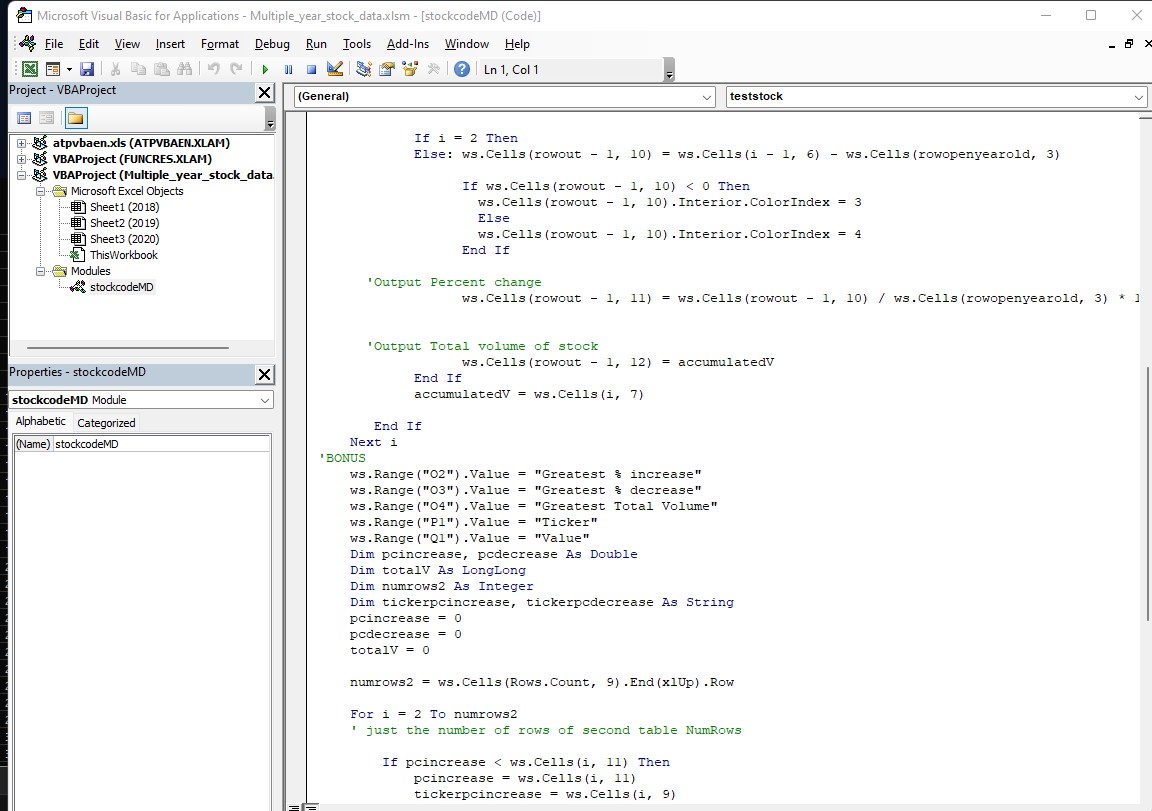 Microsoft Visual Basic for Applications - Multiple_year_stock_data.xlsm - [stockcodeMD (Code)]
File Edit View Insert Format Debug Run Tools Add-Ins Window Help
Ln 1, Col 1
Project - VBAProject
atpvbaen.xls (ATPVBAEN.XLAM)
VBAProject (FUNCRES.XLAM)
VBAProject (Multiple_year_stock_data.
Microsoft Excel Objects
Sheet1 (2018)
Sheet2 (2019)
Sheet3 (2020)
ThisWorkbook
Modules
stockcodeMD
Properties - stockcodeMD
stockcodeMD Module
Alphabetic Categorized
(Name) stockcodeMD
(General) teststock
If i = 2 Then
Else: ws.Cells(rowout - 1, 10) = ws.Cells(i - 1, 6) - ws.Cells(rowopenyearold, 3)
If ws.Cells(rowout - 1, 10) < 0 Then
ws.Cells(rowout - 1, 10).Interior.ColorIndex = 3
Else
ws.Cells(rowout - 1, 10).Interior.ColorIndex = 4
End If
'Output Percent change
ws.Cells(rowout - 1, 11) = ws.Cells(rowout - 1, 10) / ws.Cells(rowopenyearold, 3) * 1
'Output Total volume of stock
ws.Cells(rowout - 1, 12) = accumulatedV
End If
accumulatedV = ws.Cells(i, 7)
End If
Next i
'BONUS
ws.Range("O2").Value = "Greatest % increase"
ws.Range("O3").Value = "Greatest % decrease"
ws.Range("O4").Value = "Greatest Total Volume"
ws.Range("P1").Value = "Ticker"
ws.Range("Q1").Value = "Value"
Dim pcincrease, pcdecrease As Double
Dim totalV As LongLong
Dim numrows2 As Integer
Dim tickerpcincrease, tickerpcdecrease As String
pcincrease = 0
pcdecrease = 0
totalV = 0
numrows2 = ws.Cells(Rows.Count, 9).End(xlUp).Row
For i = 2 To numrows2
' just the number of rows of second table NumRows
If pcincrease < ws.Cells(i, 11) Then
pcincrease = ws.Cells(i, 11)
tickerpcincrease = ws.Cells(i, 9)